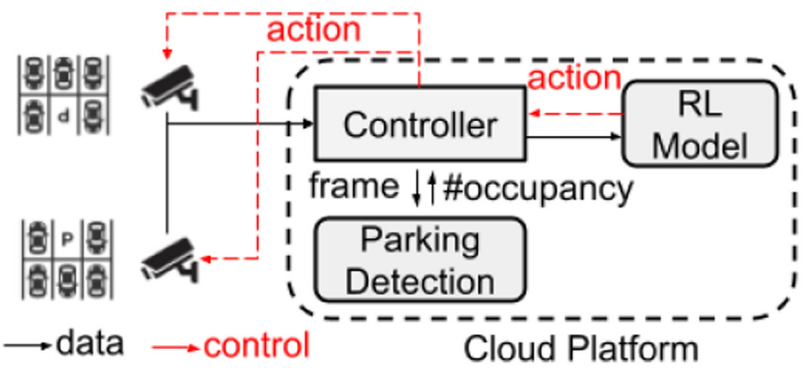 action
action
RL
Model
Controller
frame
#occupancy
Parking
Detection
d
P
data
control
Cloud Platform